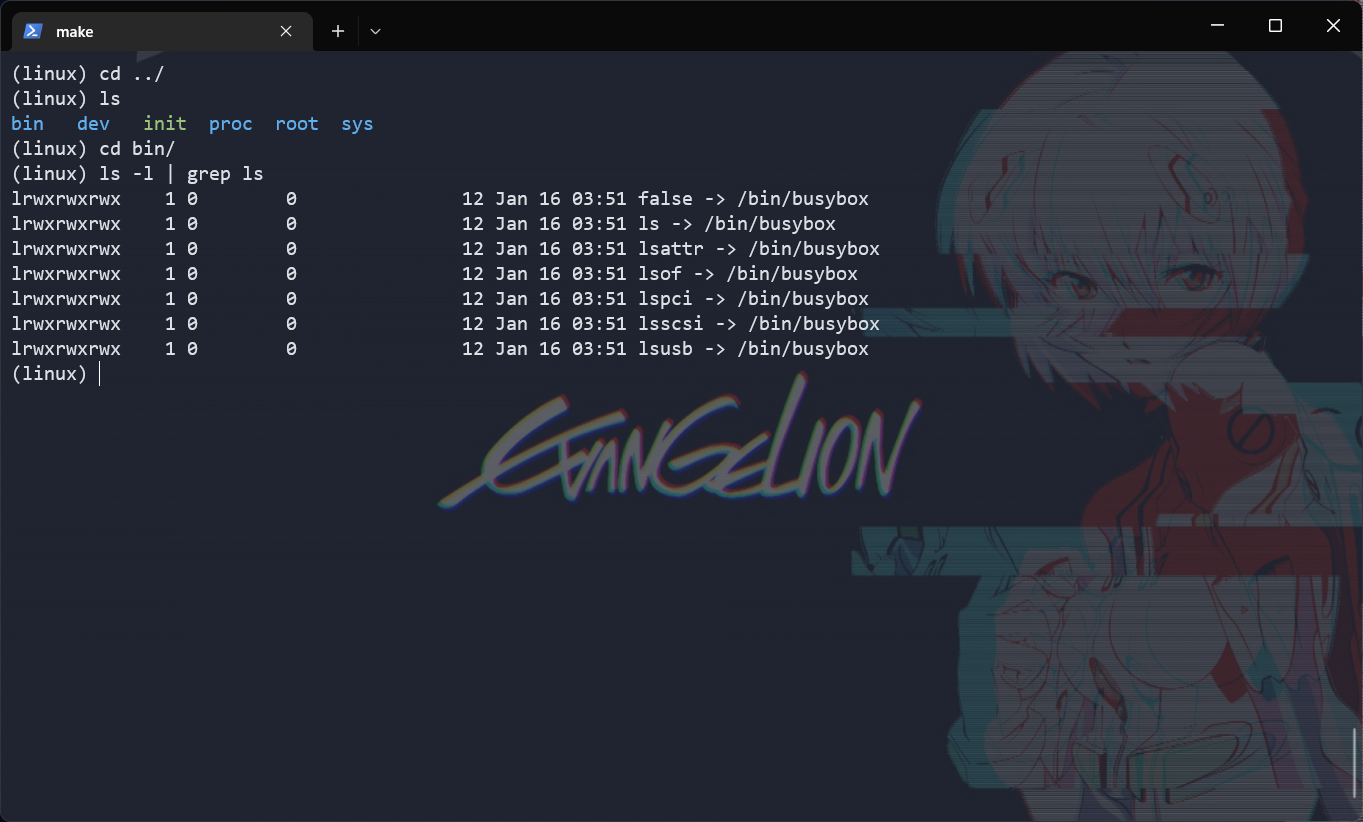 make
(linux) cd ../
(linux) ls
bin   dev   init  proc  root  sys
(linux) cd bin/
(linux) ls -l | grep ls
lrwxrwxrwx    1 0        0               12 Jan 16 03:51 false -> /bin/busybox
lrwxrwxrwx    1 0        0               12 Jan 16 03:51 ls -> /bin/busybox
lrwxrwxrwx    1 0        0               12 Jan 16 03:51 lsattr -> /bin/busybox
lrwxrwxrwx    1 0        0               12 Jan 16 03:51 lsof -> /bin/busybox
lrwxrwxrwx    1 0        0               12 Jan 16 03:51 lspci -> /bin/busybox
lrwxrwxrwx    1 0        0               12 Jan 16 03:51 lsscsi -> /bin/busybox
lrwxrwxrwx    1 0        0               12 Jan 16 03:51 lsusb -> /bin/busybox
(linux)
EVANGELION